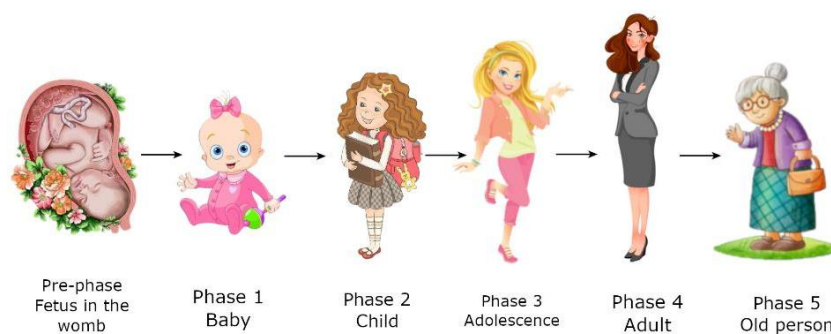 Pre-phase
Fetus in the
womb
Phase 1
Baby
Phase 2
Child
Phase 3
Adolescence
Phase 4
Adult
Phase 5
Old person